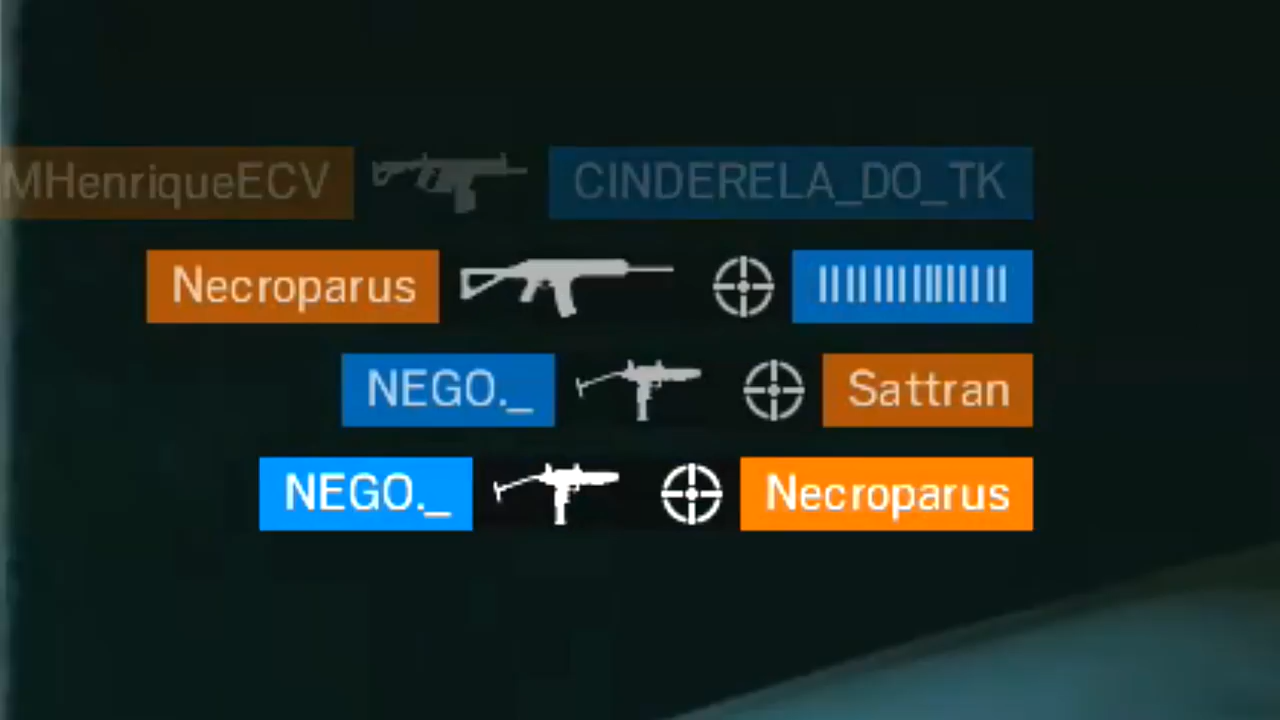 MHenriqueECV CINDERELA_DO_TK
Necroparus
NEGO._ Sattran
NEGO._ Necroparus